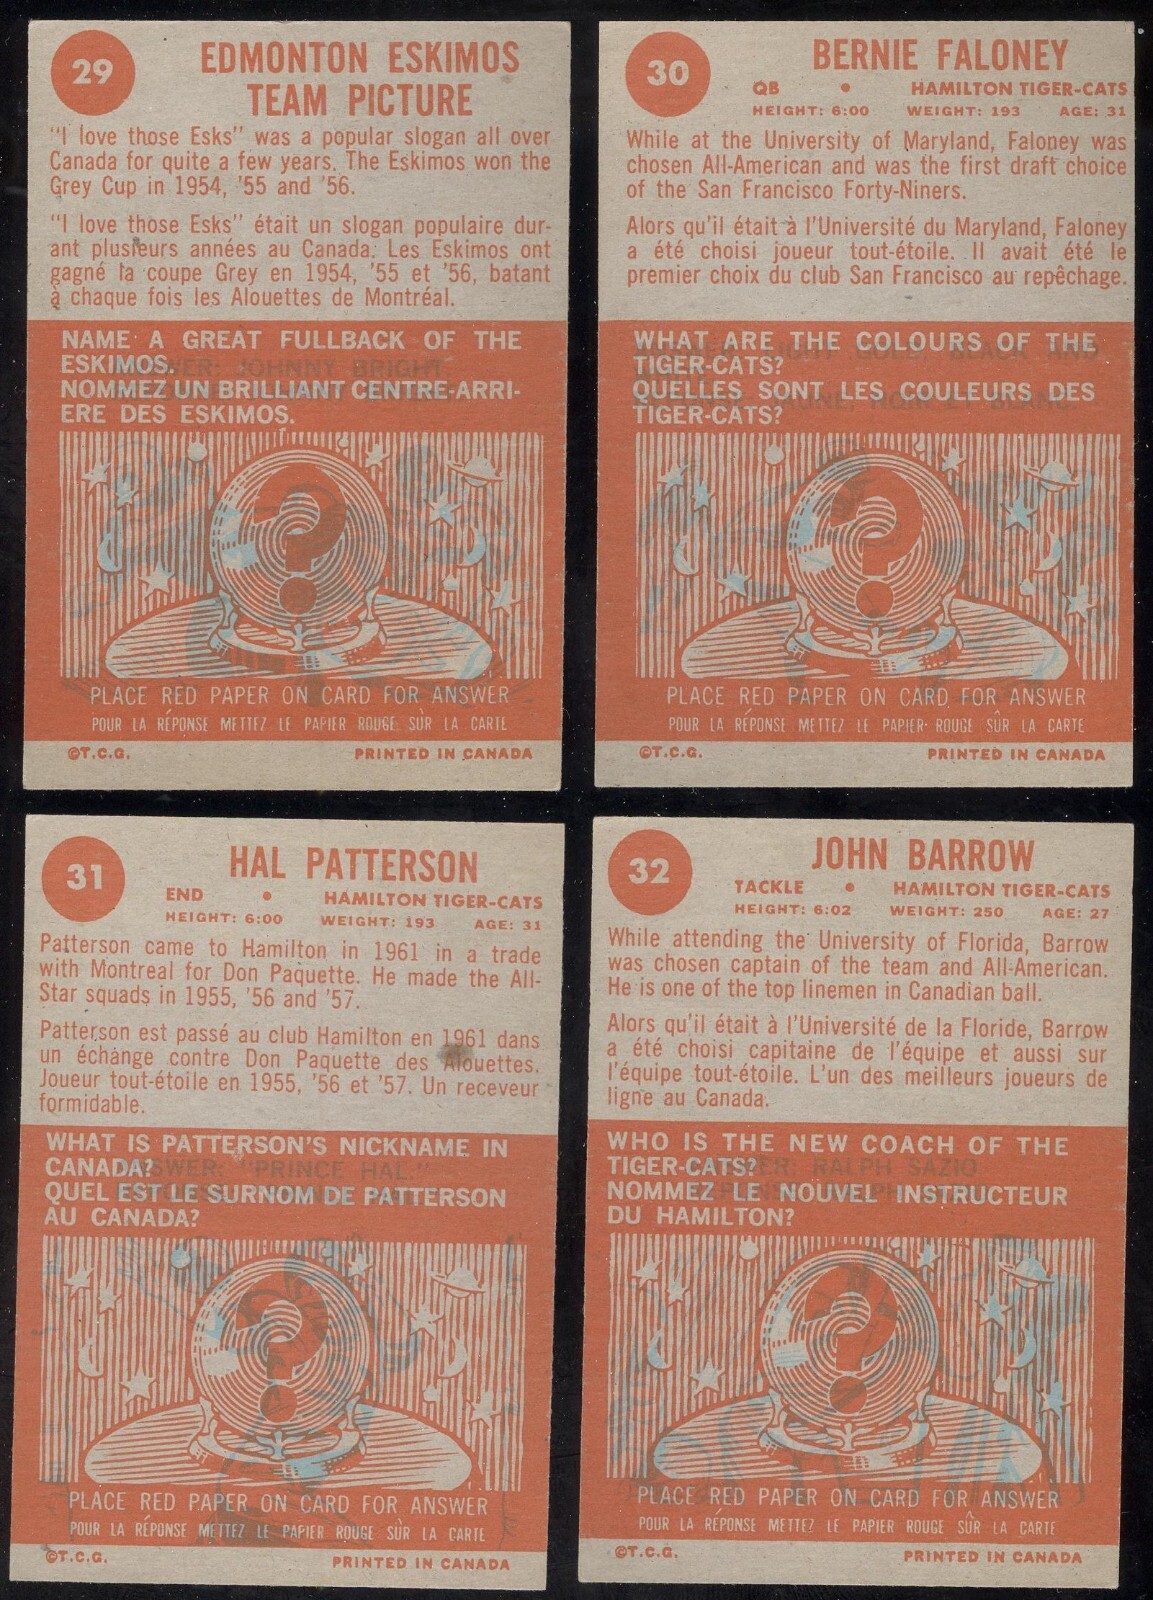 29
EDMONTON ESKIMOS
TEAM PICTURE
"I love those Esks" was a popular slogan all over
Canada for quite a few years. The Eskimos won the
Grey Cup in 1954, '55 and '56.
"I love those Esks" était un slogan populaire dur-
ant plusieurs années au Canada. Les Eskimos ont
gagné la coupe Grey en 1954, '55 et '56, batant
à chaque fois les Alouettes de Montréal.
NAME A GREAT FULLBACK OF THE
ESKIMOS.
ANSWER: JOHNNY BRIGHT.
NOMMEZ UN BRILLIANT CENTRE-ARRI-
ERE DES ESKIMOS.
PLACE RED PAPER ON CARD FOR ANSWER
POUR LA RÉPONSE METTEZ LE PAPIER ROUGE SÛR LA CARTE
©T.C.G. PRINTED IN CANADA
30
BERNIE FALONEY
QB • HAMILTON TIGER-CATS
HEIGHT: 6:00 WEIGHT: 193 AGE: 31
While at the University of Maryland, Faloney was
chosen All-American and was the first draft choice
of the San Francisco Forty-Niners.
Alors qu'il était à l'Université du Maryland, Faloney
a été choisi joueur tout-étoile. Il avait été le
premier choix du club San Francisco au repêchage.
WHAT ARE THE COLOURS OF THE
TIGER-CATS?
QUELLES SONT LES COULEURS DES
TIGER-CATS?
GOLD, BLACK AND
JAUNE, NOIR ET BLANC.
PLACE RED PAPER ON CARD FOR ANSWER
POUR LA RÉPONSE METTEZ LE PAPIER ROUGE SÛR LA CARTE
©T.C.G. PRINTED IN CANADA
31
HAL PATTERSON
END • HAMILTON TIGER-CATS
HEIGHT: 6:00 WEIGHT: 193 AGE: 31
Patterson came to Hamilton in 1961 in a trade
with Montreal for Don Paquette. He made the All-
Star squads in 1955, '56 and '57.
Patterson est passé au club Hamilton en 1961 dans
un échange contre Don Paquette des Alouettes.
Joueur tout-étoile en 1955, '56 et '57. Un receveur
formidable.
WHAT IS PATTERSON'S NICKNAME IN
CANADA?
ANSWER: "PRINCE HAL."
QUEL EST LE SURNOM DE PATTERSON
AU CANADA?
PLACE RED PAPER ON CARD FOR ANSWER
POUR LA RÉPONSE METTEZ LE PAPIER ROUGE SÛR LA CARTE
©T.C.G. PRINTED IN CANADA
32
JOHN BARROW
TACKLE • HAMILTON TIGER-CATS
HEIGHT: 6:02 WEIGHT: 250 AGE: 27
While attending the University of Florida, Barrow
was chosen captain of the team and All-American.
He is one of the top linemen in Canadian ball.
Alors qu'il était à l'Université de la Floride, Barrow
a été choisi capitaine de l'équipe et aussi sur
l'équipe tout-étoile. L'un des meilleurs joueurs de
ligne au Canada.
WHO IS THE NEW COACH OF THE
TIGER-CATS?
ANSWER: RALPH SAZIO
NOMMEZ LE NOUVEL INSTRUCTEUR
DU HAMILTON?
PLACE RED PAPER ON CARD FOR ANSWER
POUR LA RÉPONSE METTEZ LE PAPIER ROUGE SÛR LA CARTE
©T.C.G. PRINTED IN CANADA